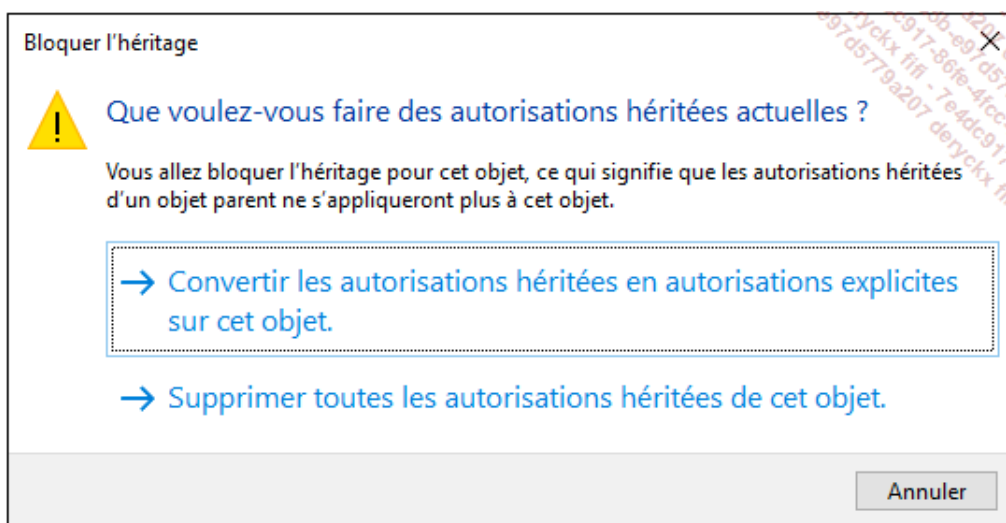 Bloquer l'héritage
Que voulez-vous faire des autorisations héritées actuelles ?
Vous allez bloquer l'héritage pour cet objet, ce qui signifie que les autorisations héritées
d'un objet parent ne s'appliqueront plus à cet objet.
→ Convertir les autorisations héritées en autorisations explicites
sur cet objet.
→ Supprimer toutes les autorisations héritées de cet objet.
Annuler